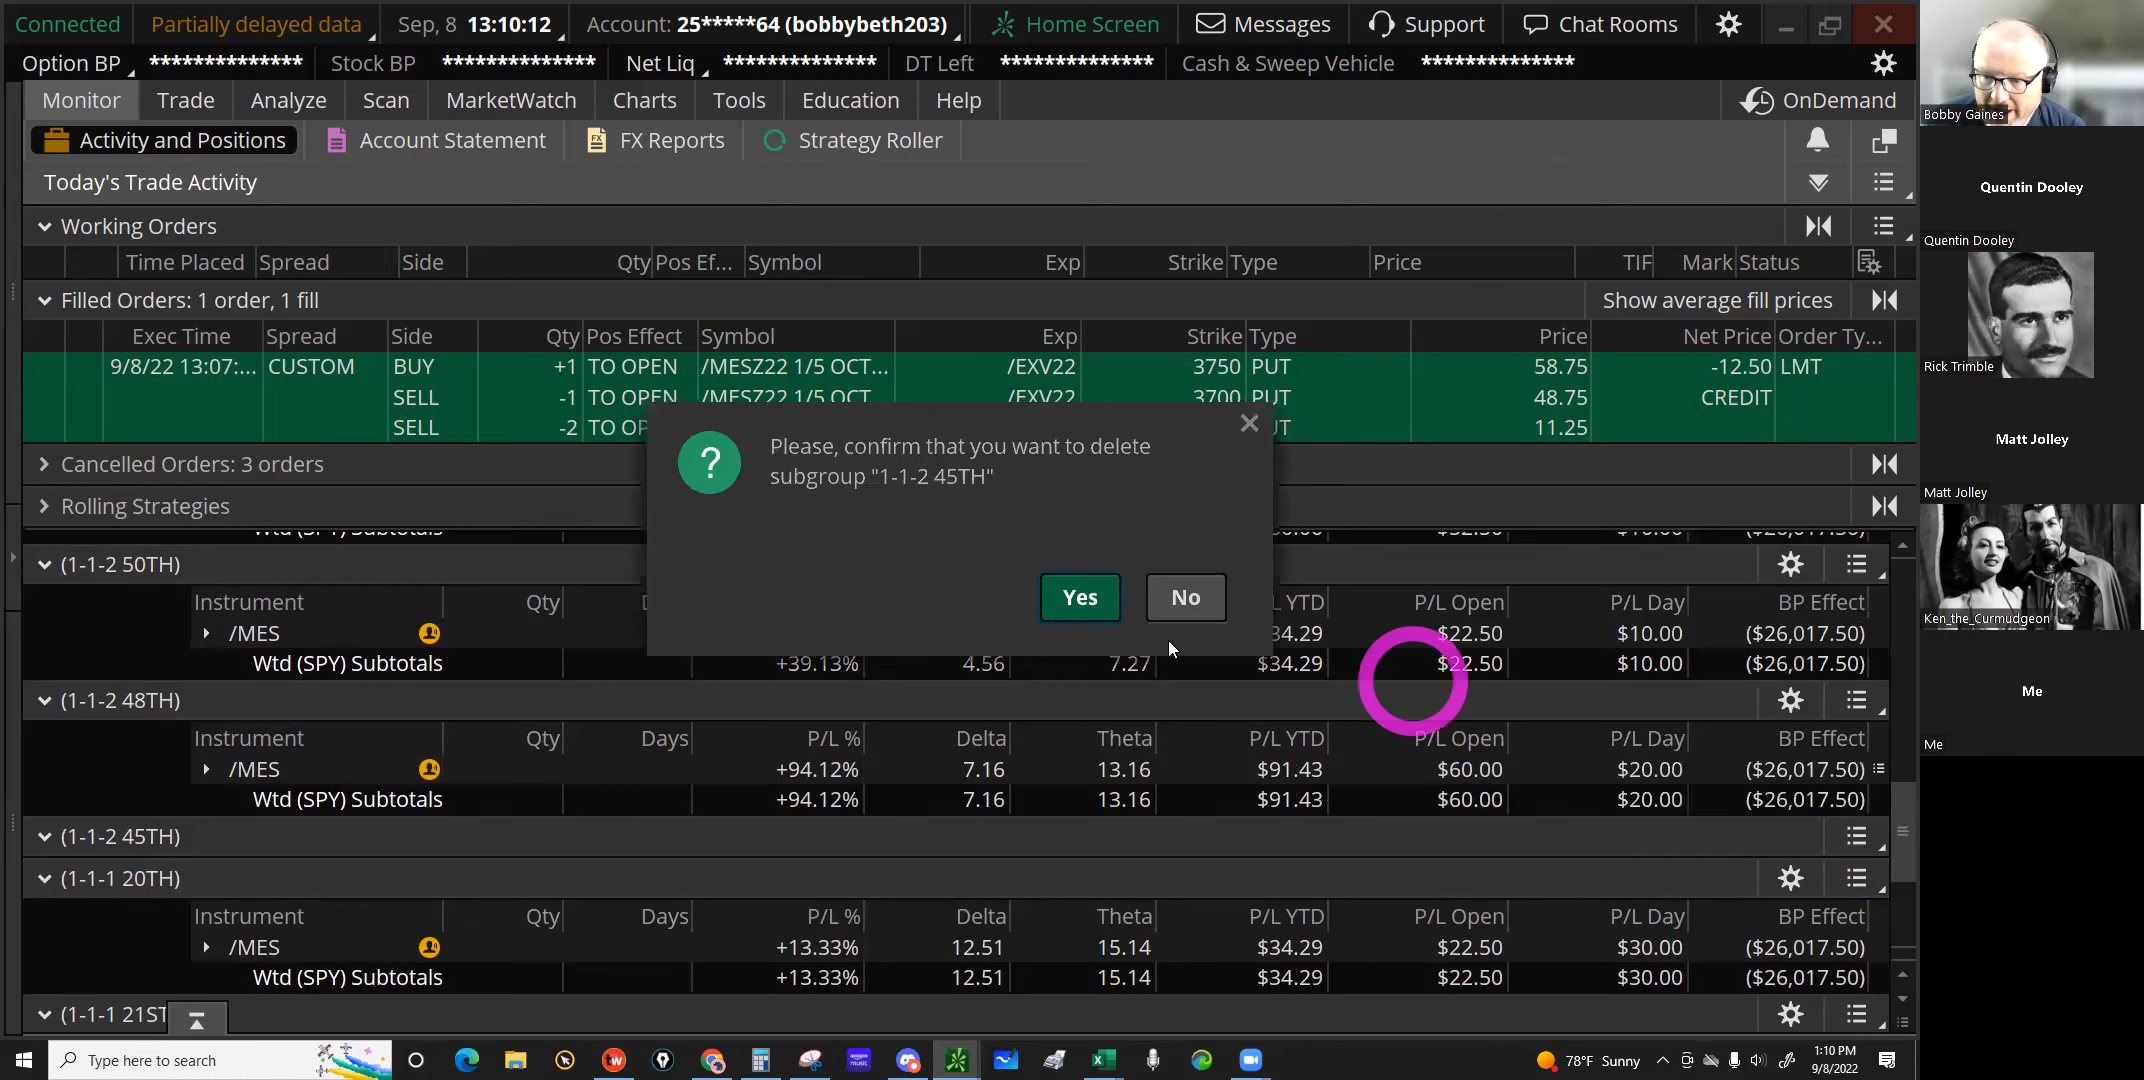 Connected Partially delayed data Sep, 8 13:10:12 Account: 25*****64 (bobbybeth203) Home Screen Messages Support Chat Rooms
Option BP ************** Stock BP ************** Net Liq ************** DT Left ************** Cash & Sweep Vehicle **************
Monitor Trade Analyze Scan MarketWatch Charts Tools Education Help OnDemand
Activity and Positions Account Statement FX Reports Strategy Roller
Today's Trade Activity
Working Orders
Time Placed Spread Side Qty Pos Ef... Symbol Exp Strike Type Price TIF Mark Status
Filled Orders: 1 order, 1 fill Show average fill prices
Exec Time Spread Side Qty Pos Effect Symbol Exp Strike Type Price Net Price Order Ty...
9/8/22 13:07:... CUSTOM BUY +1 TO OPEN /MESZ22 1/5 OCT... /EXV22 3750 PUT 58.75 -12.50 LMT
SELL -1 TO OPEN /MESZ22 1/5 OCT... /EXV22 3700 PUT 48.75 CREDIT
SELL -2 TO OP 11.25
Cancelled Orders: 3 orders
Rolling Strategies
Please, confirm that you want to delete
subgroup "1-1-2 45TH"
Yes No
(1-1-2 50TH)
Instrument Qty L YTD P/L Open P/L Day BP Effect
/MES 34.29 $22.50 $10.00 ($26,017.50)
Wtd (SPY) Subtotals +39.13% 4.56 7.27 $34.29 $22.50 $10.00 ($26,017.50)
(1-1-2 48TH)
Instrument Qty Days P/L % Delta Theta P/L YTD P/L Open P/L Day BP Effect
/MES +94.12% 7.16 13.16 $91.43 $60.00 $20.00 ($26,017.50)
Wtd (SPY) Subtotals +94.12% 7.16 13.16 $91.43 $60.00 $20.00 ($26,017.50)
(1-1-2 45TH)
(1-1-1 20TH)
Instrument Qty Days P/L % Delta Theta P/L YTD P/L Open P/L Day BP Effect
/MES +13.33% 12.51 15.14 $34.29 $22.50 $30.00 ($26,017.50)
Wtd (SPY) Subtotals +13.33% 12.51 15.14 $34.29 $22.50 $30.00 ($26,017.50)
(1-1-1 21ST
Type here to search
78°F Sunny
1:10 PM
9/8/2022
Bobby Gaines
Quentin Dooley
Quentin Dooley
Rick Trimble
Matt Jolley
Matt Jolley
Ken_the_Curmudgeon
Me
Me